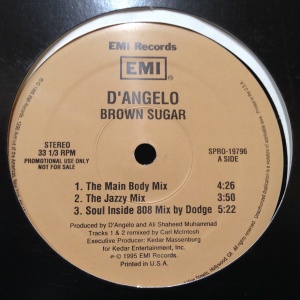 EMI Records
EMI
D'ANGELO
BROWN SUGAR
STEREO
33 1/3 RPM
PROMOTIONAL USE ONLY
NOT FOR SALE
SPRO-19796
A SIDE
1. The Main Body Mix 4:26
2. The Jazzy Mix 3:50
3. Soul Inside 808 Mix by Dodge 5:22
Produced by D'Angelo and Ali Shaheed Muhammad
Tracks 1 & 2 remixed by Carl McIntosh
Executive Producer: Kedar Massenburg
for Kedar Entertainment, Inc.
℗ © 1995 EMI Records.
Printed in U.S.A.